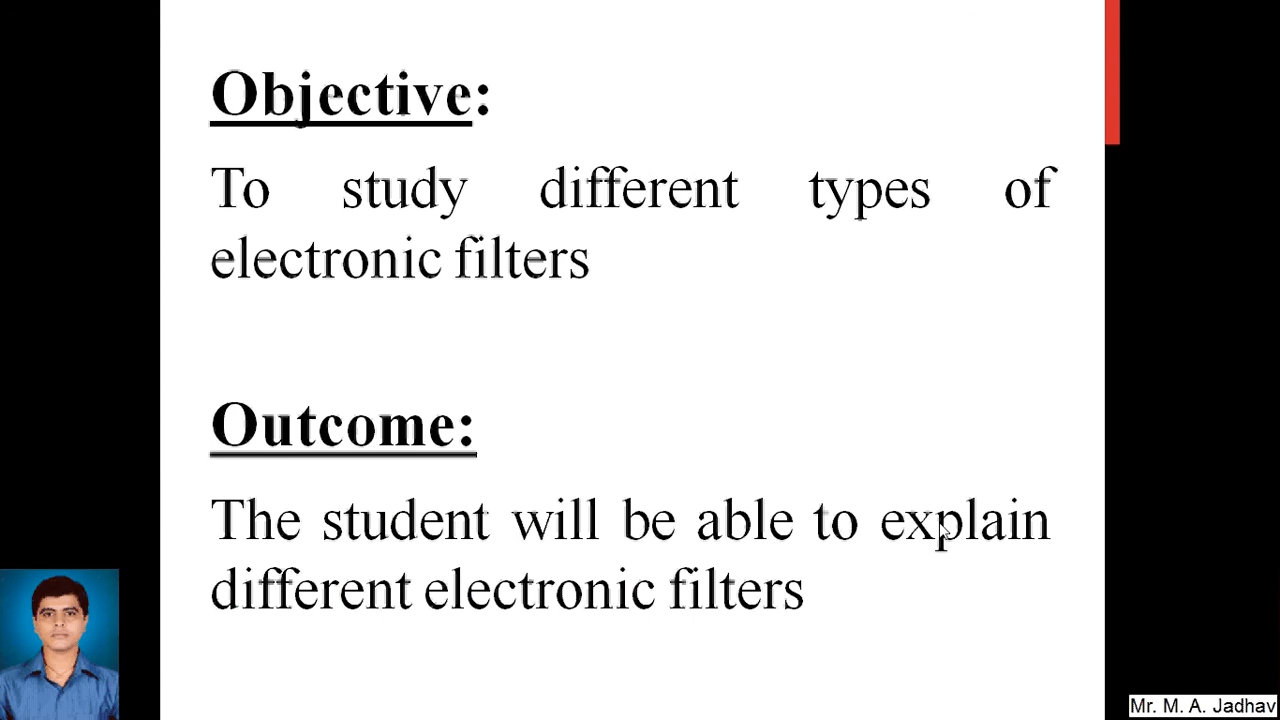 Objective:
To study different types of
electronic filters
Outcome:
The student will be able to explain
different electronic filters
Mr. M. A. Jadhav